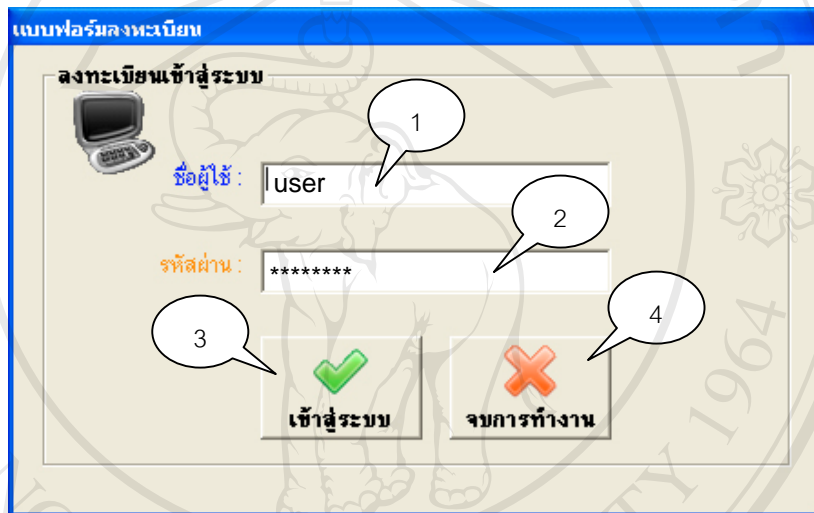 แบบฟอร์มลงทะเบียน
ลงทะเบียนเข้าสู่ระบบ
1
ชื่อผู้ใช้ : user
2
รหัสผ่าน : ********
3
4
เข้าสู่ระบบ จบการทำงาน
1964